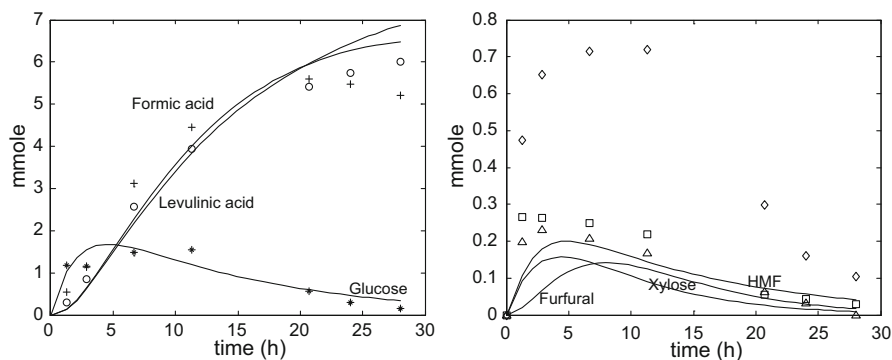 7
6
5
4
3
2
1
0
mmole
Formic acid
Levulinic acid
Glucose
0 5 10 15 20 25 30
time (h)
0.8
0.7
0.6
0.5
0.4
0.3
0.2
0.1
0
mmole
Furfural
Xylose
HMF
0 5 10 15 20 25 30
time (h)